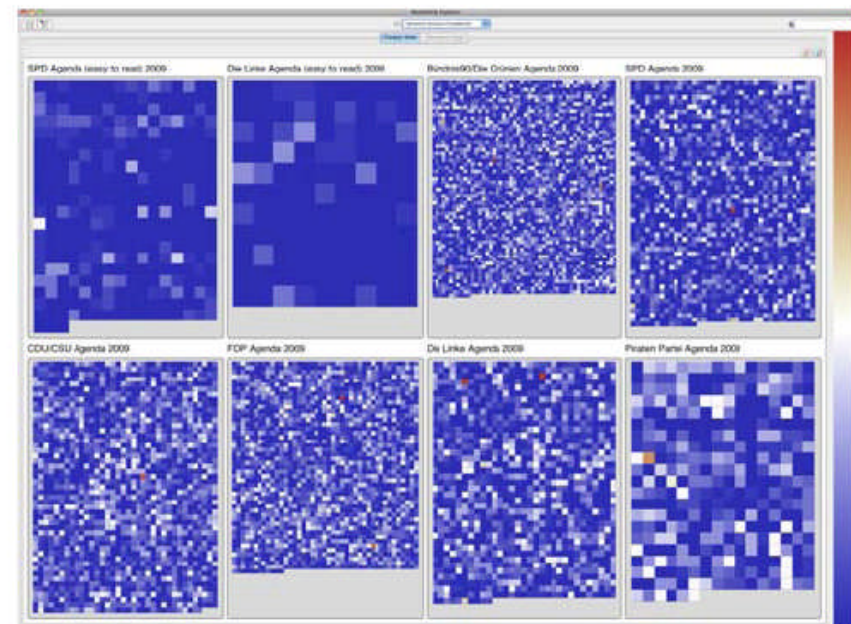 SPD Agenda (easy to read) 2009
Die Linke Agenda (easy to read) 2009
Bündnis90/Die Grünen Agenda 2009
SPD Agenda 2009
CDU/CSU Agenda 2009
FDP Agenda 2009
Die Linke Agenda 2009
Piraten Partei Agenda 2009